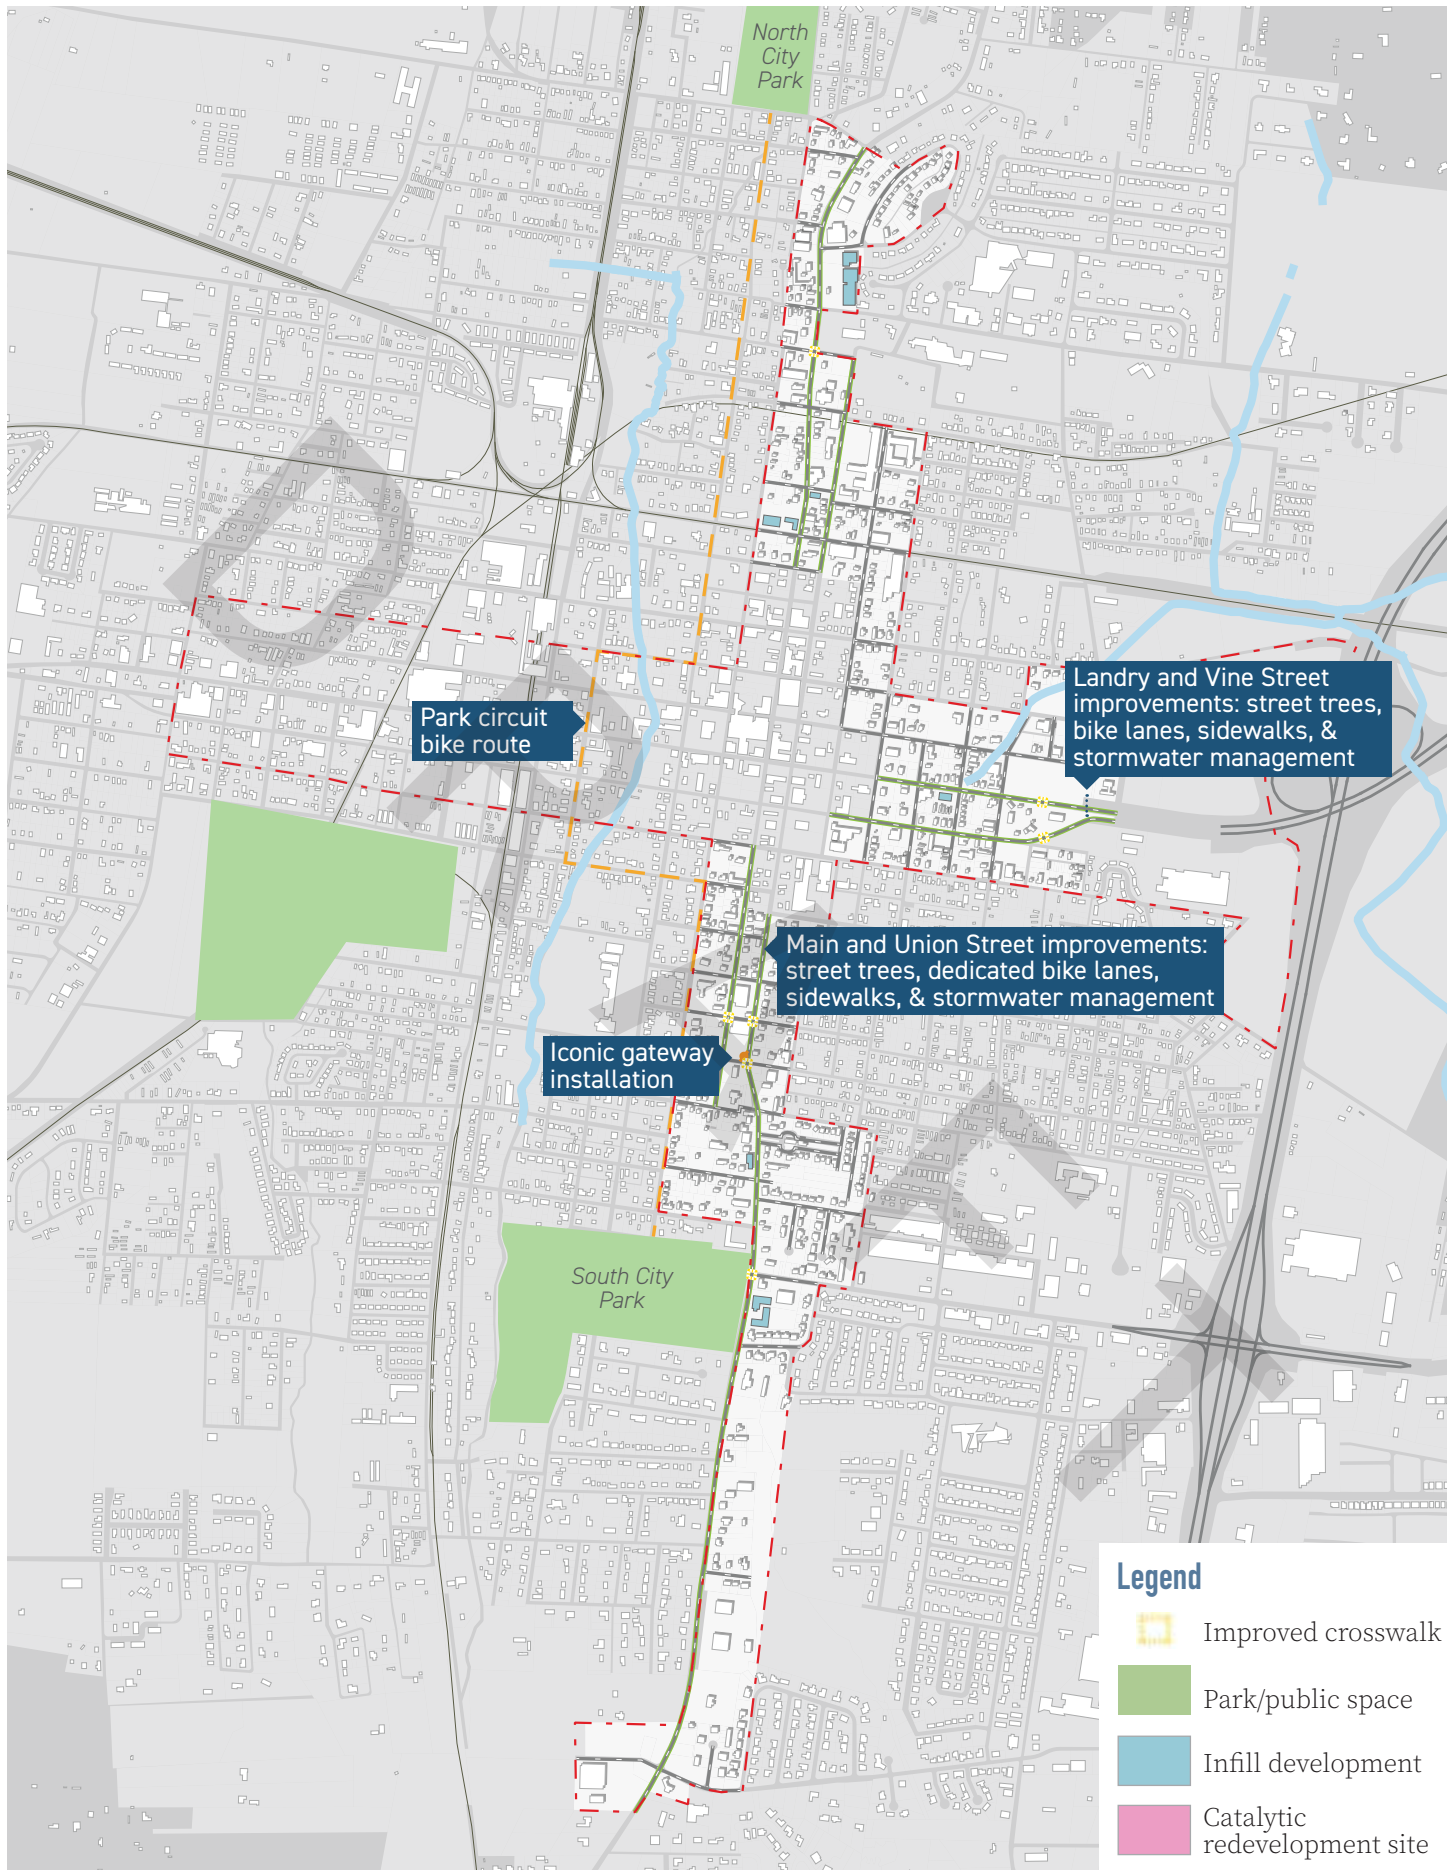 North
City
Park
Landry and Vine Street
improvements: street trees,
bike lanes, sidewalks, &
stormwater management
Park circuit
bike route
Main and Union Street improvements:
street trees, dedicated bike lanes,
sidewalks, & stormwater management
Iconic gateway
installation
South City
Park
Legend
Improved crosswalk
Park/public space
Infill development
Catalytic
redevelopment site
DRAFT